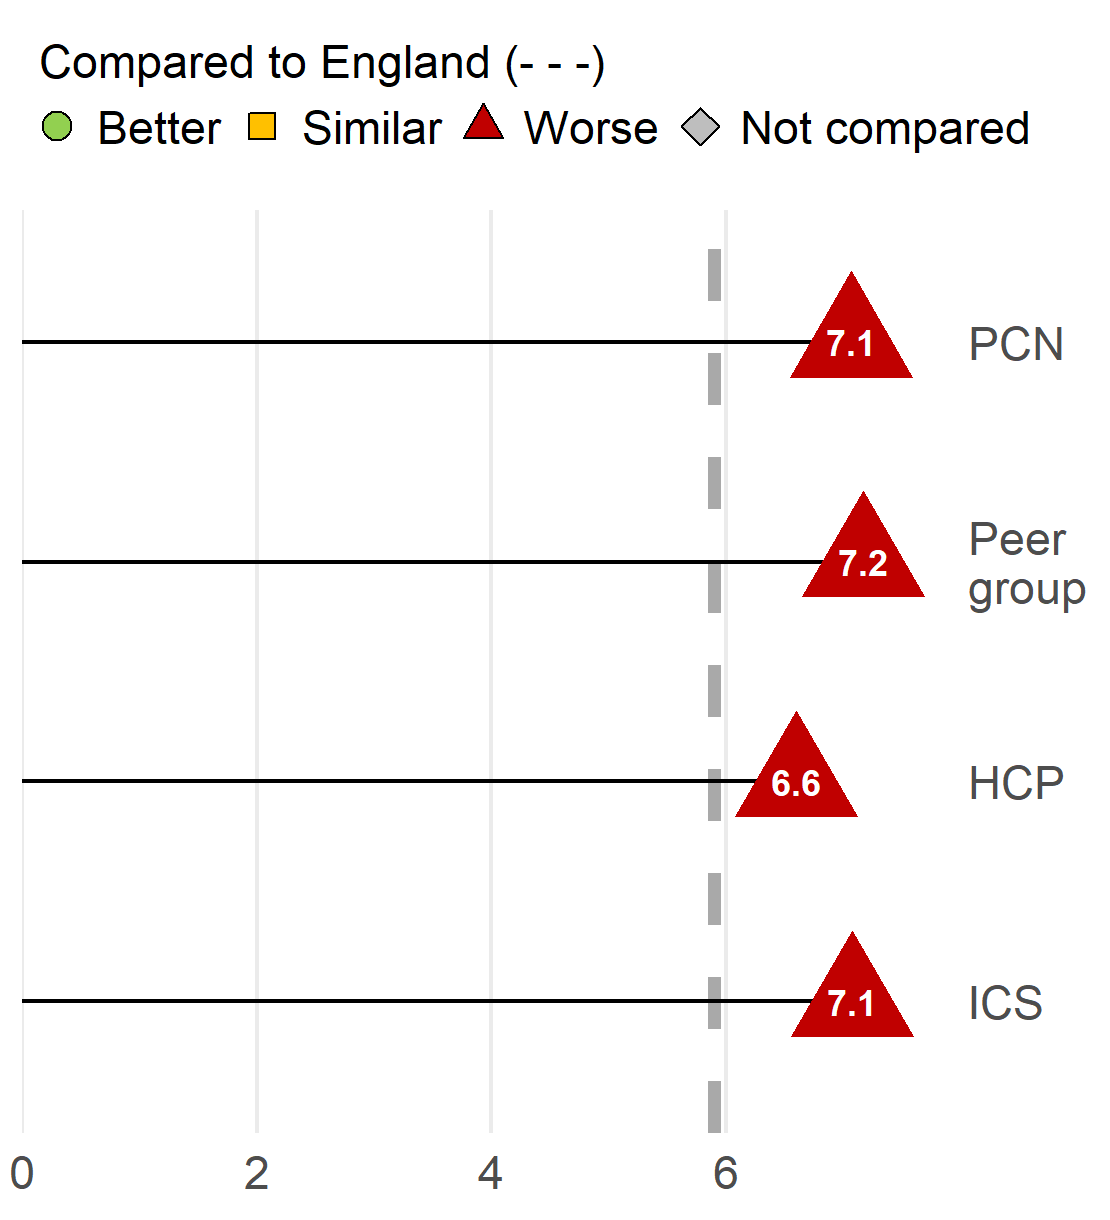 Compared to England (- - -)
Better Similar Worse Not compared
7.1 PCN
7.2 Peer
group
6.6 HCP
7.1 ICS
0 2 4 6